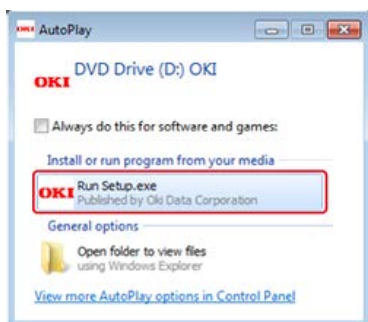 OKI AutoPlay
DVD Drive (D:) OKI
OKI
Always do this for software and games:
Install or run program from your media
OKI Run Setup.exe
Published by Oki Data Corporation
General options
Open folder to view files
using Windows Explorer
View more AutoPlay options in Control Panel